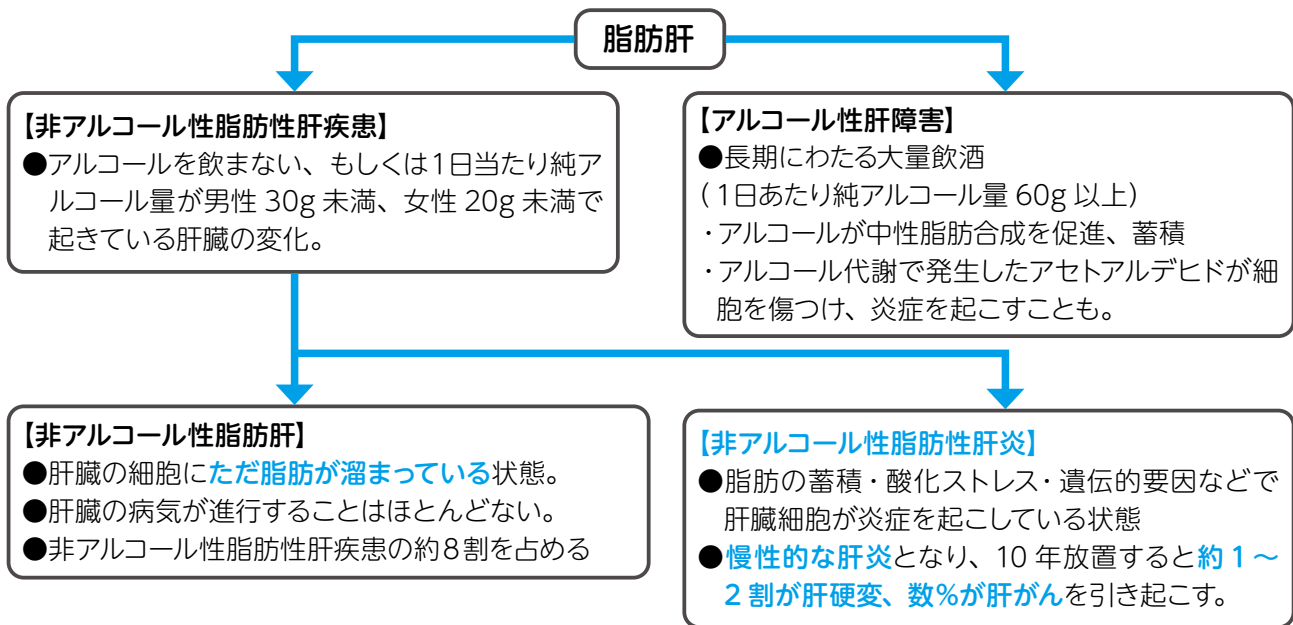 脂肪肝
【非アルコール性脂肪性肝疾患】
●アルコールを飲まない、もしくは1日当たり純ア
ルコール量が男性 30g 未満、女性 20g 未満で
起きている肝臓の変化。
【アルコール性肝障害】
●長期にわたる大量飲酒
(1日あたり純アルコール量 60g 以上)
・アルコールが中性脂肪合成を促進、蓄積
・アルコール代謝で発生したアセトアルデヒドが細
胞を傷つけ、炎症を起こすことも。
【非アルコール性脂肪肝】
●肝臓の細胞にただ脂肪が溜まっている状態。
●肝臓の病気が進行することはほとんどない。
●非アルコール性脂肪性肝疾患の約8割を占める
【非アルコール性脂肪性肝炎】
●脂肪の蓄積・酸化ストレス・遺伝的要因などで
肝臓細胞が炎症を起こしている状態
●慢性的な肝炎となり、10 年放置すると約 1～
2 割が肝硬変、数%が肝がんを引き起こす。